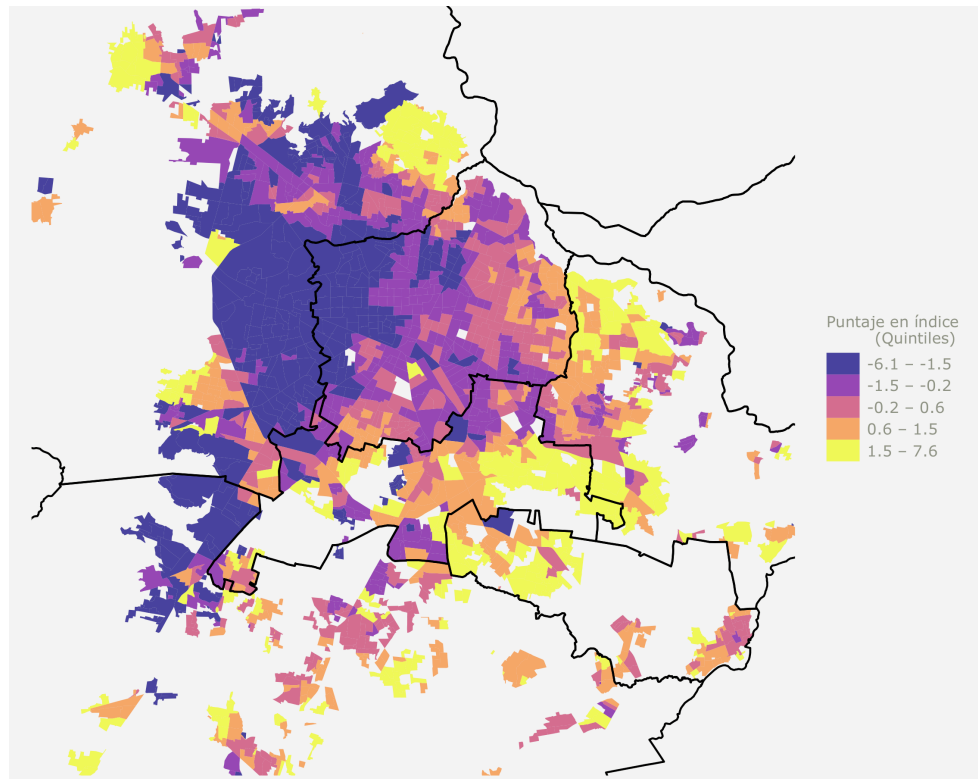 Puntaje en índice
(Quintiles)
-6.1 – -1.5
-1.5 – -0.2
-0.2 – 0.6
0.6 – 1.5
1.5 – 7.6